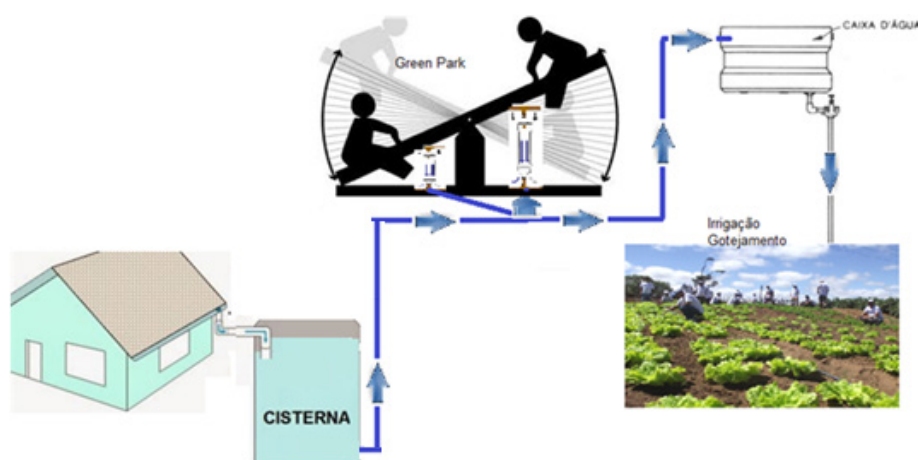 CAIXA D'ÁGUA
Green Park
Irrigação
Gotejamento
CISTERNA